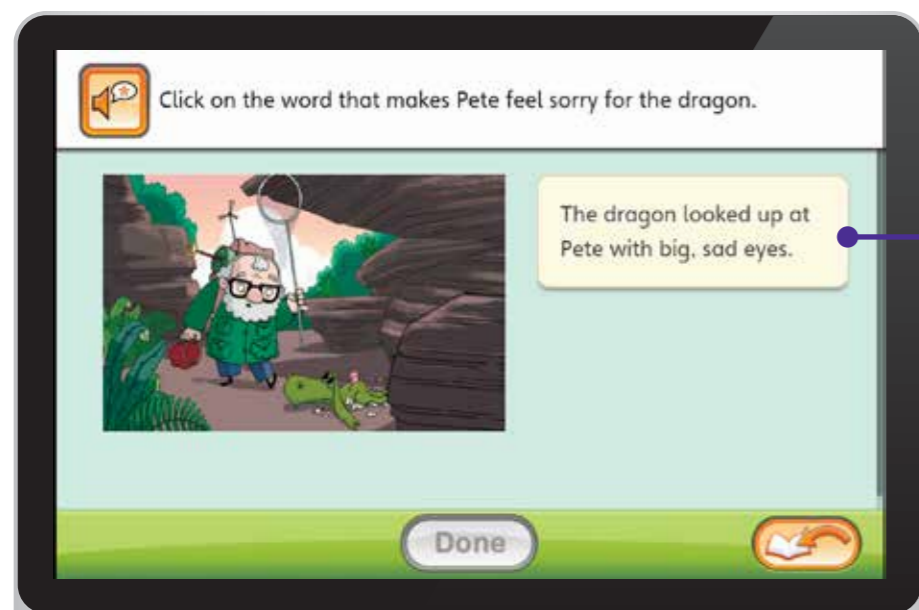 Click on the word that makes Pete feel sorry for the dragon.
The dragon looked up at
Pete with big, sad eyes.
Done